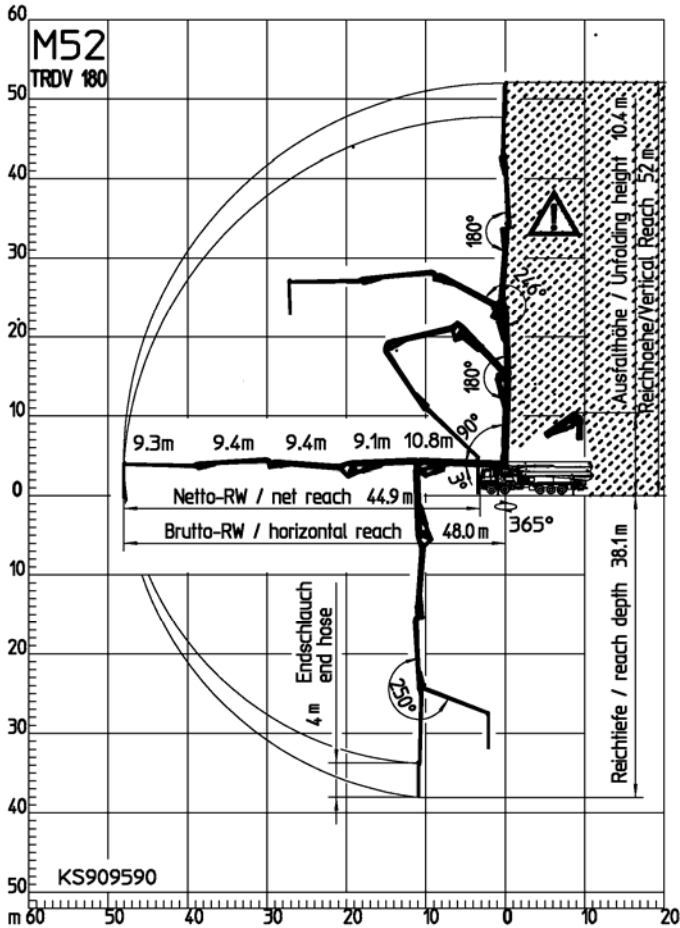 60
M52
TRDV 180
50
40
30
20
10
0
10
20
30
40
50
m 60 50 40 30 20 10 0 10 20
180°
246°
180°
90°
3°
9.3m 9.4m 9.4m 9.1m 10.8m
Netto-RW / net reach 44.9 m
Brutto-RW / horizontal reach 48.0 m
365°
Endschlauch
end hose
4 m
250°
Ausfalthöhe / Unfolding height 10.4 m
Reichhoehe/Vertical Reach 52 m
!
Reichtiefe / reach depth 38.1 m
KS909590